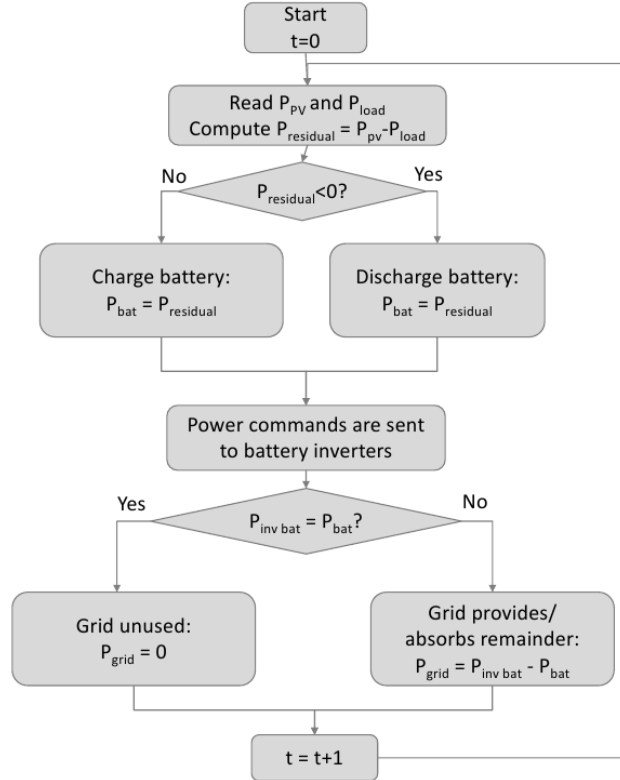 Start
t=0
Read P_PV and P_load
Compute P_residual = P_pv-P_load
No
Yes
P_residual<0?
Charge battery:
P_bat = P_residual
Discharge battery:
P_bat = P_residual
Power commands are sent
to battery inverters
Yes
No
P_inv bat = P_bat?
Grid unused:
P_grid = 0
Grid provides/
absorbs remainder:
P_grid = P_inv bat - P_bat
t = t+1